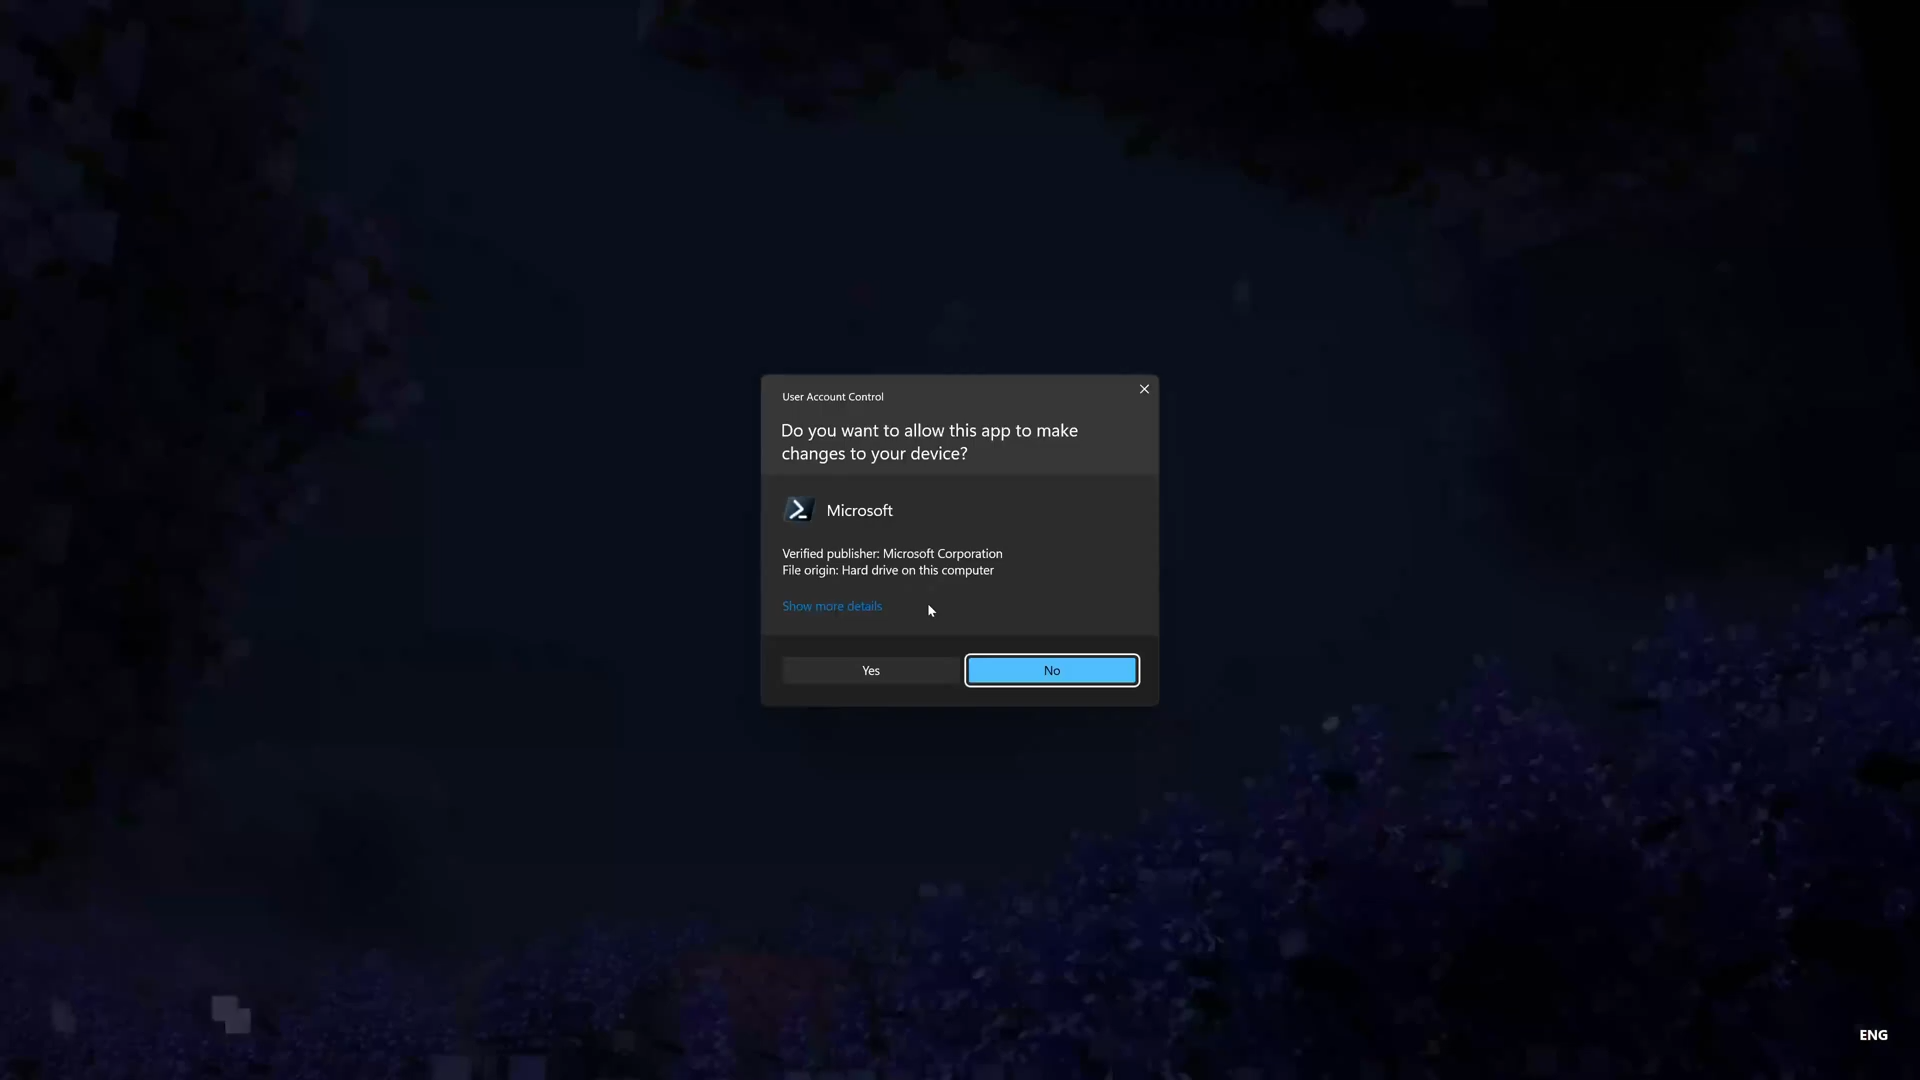 User Account Control
Do you want to allow this app to make
changes to your device?
Microsoft
Verified publisher: Microsoft Corporation
File origin: Hard drive on this computer
Show more details
Yes
No
ENG